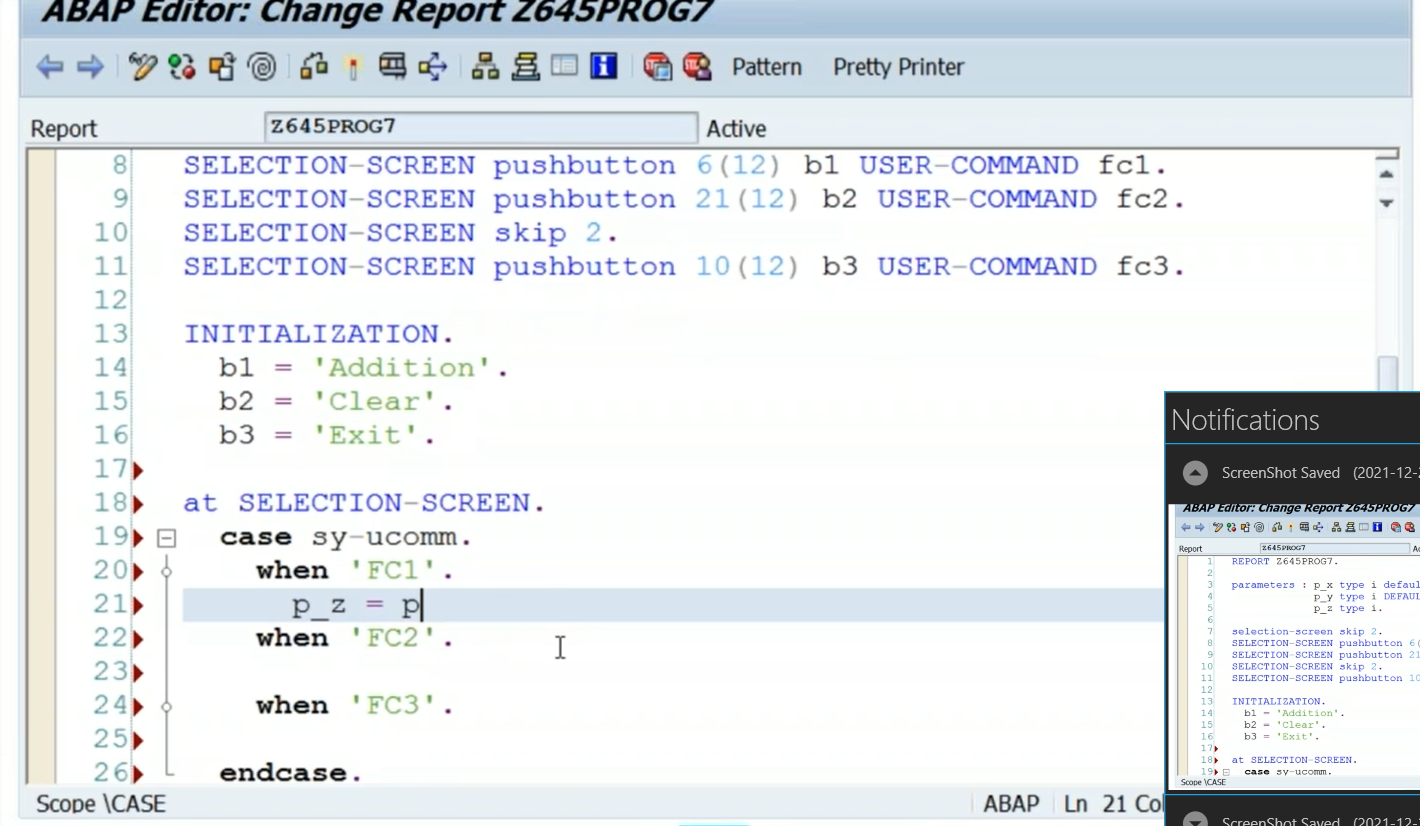 ABAP Editor: Change Report Z645PROG7
Pattern Pretty Printer
Report Z645PROG7 Active
8 SELECTION-SCREEN pushbutton 6(12) b1 USER-COMMAND fc1.
9 SELECTION-SCREEN pushbutton 21(12) b2 USER-COMMAND fc2.
10 SELECTION-SCREEN skip 2.
11 SELECTION-SCREEN pushbutton 10(12) b3 USER-COMMAND fc3.
12
13 INITIALIZATION.
14 b1 = 'Addition'.
15 b2 = 'Clear'.
16 b3 = 'Exit'.
17
18 at SELECTION-SCREEN.
19 case sy-ucomm.
20 when 'FC1'.
21 p_z = p
22 when 'FC2'.
23
24 when 'FC3'.
25
26 endcase.
Scope \CASE ABAP Ln 21 Co
Notifications
ScreenShot Saved (2021-12-2
ABAP Editor: Change Report Z645PROG7
Report Z645PROG7 A
1 REPORT Z645PROG7.
2
3 parameters : p_x type i defaul
4 p_y type i DEFAUL
5 p_z type i.
6
7 selection-screen skip 2.
8 SELECTION-SCREEN pushbutton 6(
9 SELECTION-SCREEN pushbutton 21
10 SELECTION-SCREEN skip 2.
11 SELECTION-SCREEN pushbutton 10
12
13 INITIALIZATION.
14 b1 = 'Addition'.
15 b2 = 'Clear'.
16 b3 = 'Exit'.
17
18 at SELECTION-SCREEN.
19 case sy-ucomm.
Scope \CASE
ScreenShot Saved (2021-12-2